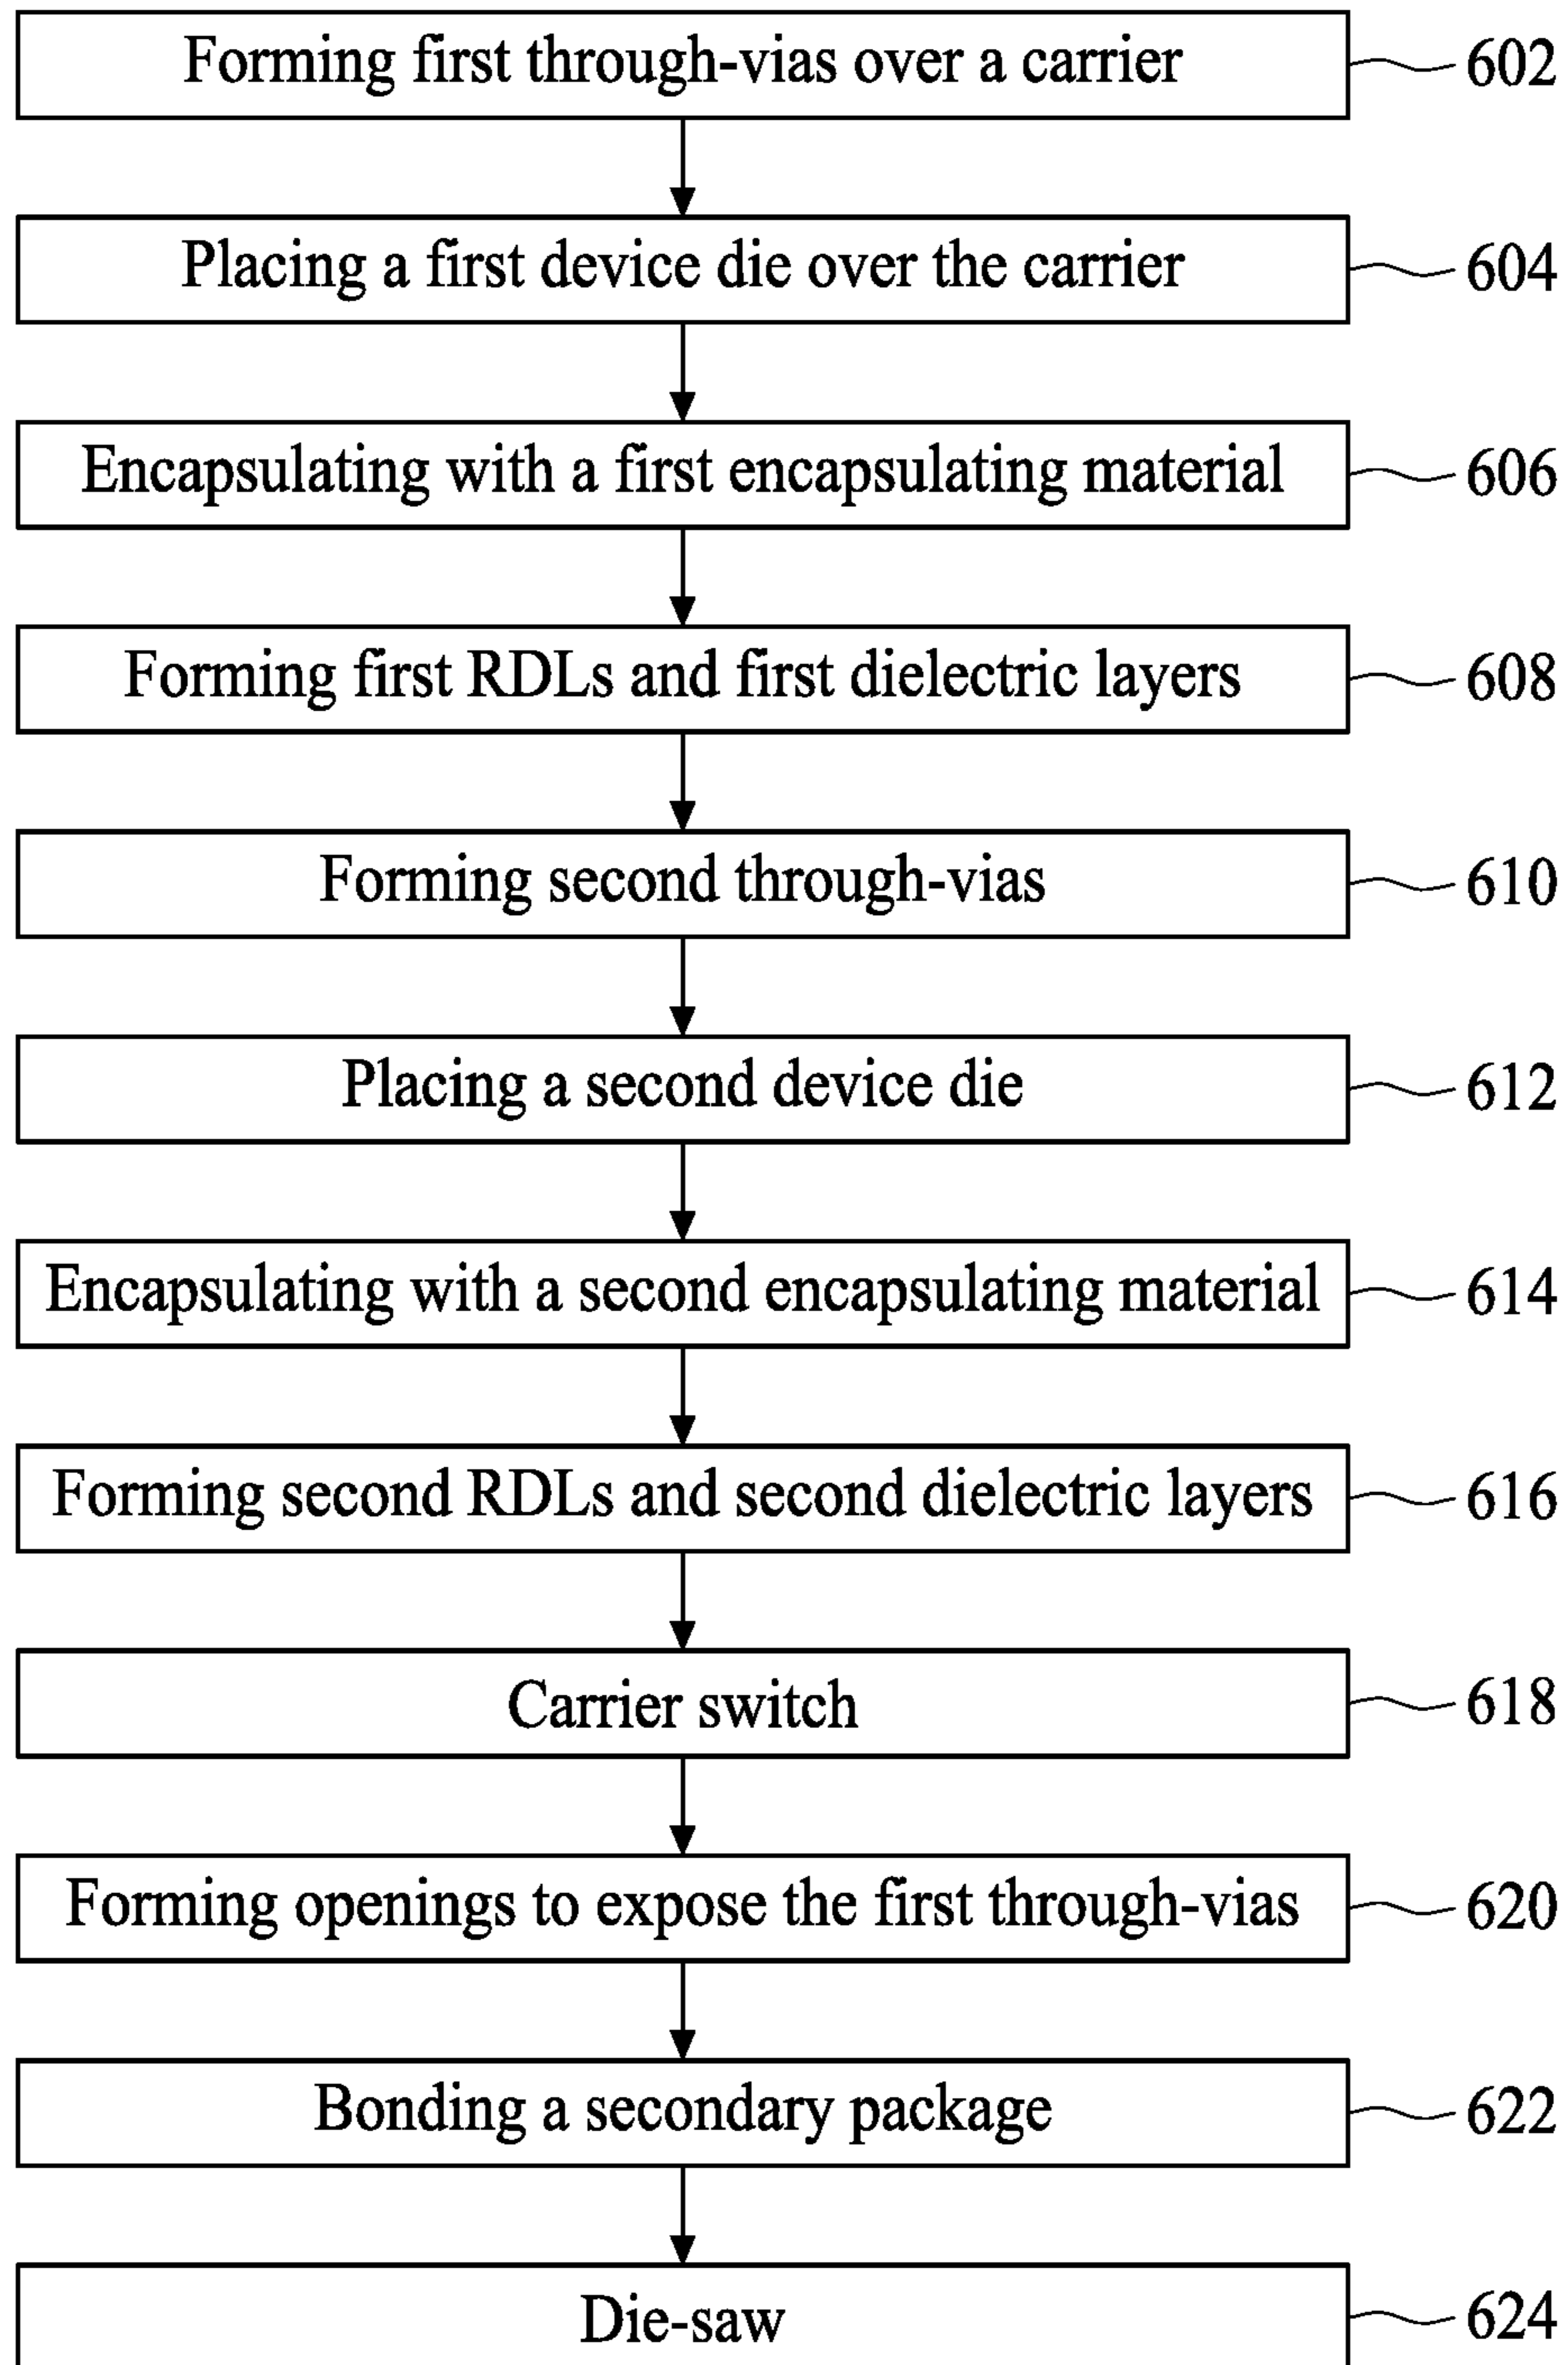 Forming first through-vias over a carrier 602
Placing a first device die over the carrier 604
Encapsulating with a first encapsulating material 606
Forming first RDLs and first dielectric layers 608
Forming second through-vias 610
Placing a second device die 612
Encapsulating with a second encapsulating material 614
Forming second RDLs and second dielectric layers 616
Carrier switch 618
Forming openings to expose the first through-vias 620
Bonding a secondary package 622
Die-saw 624